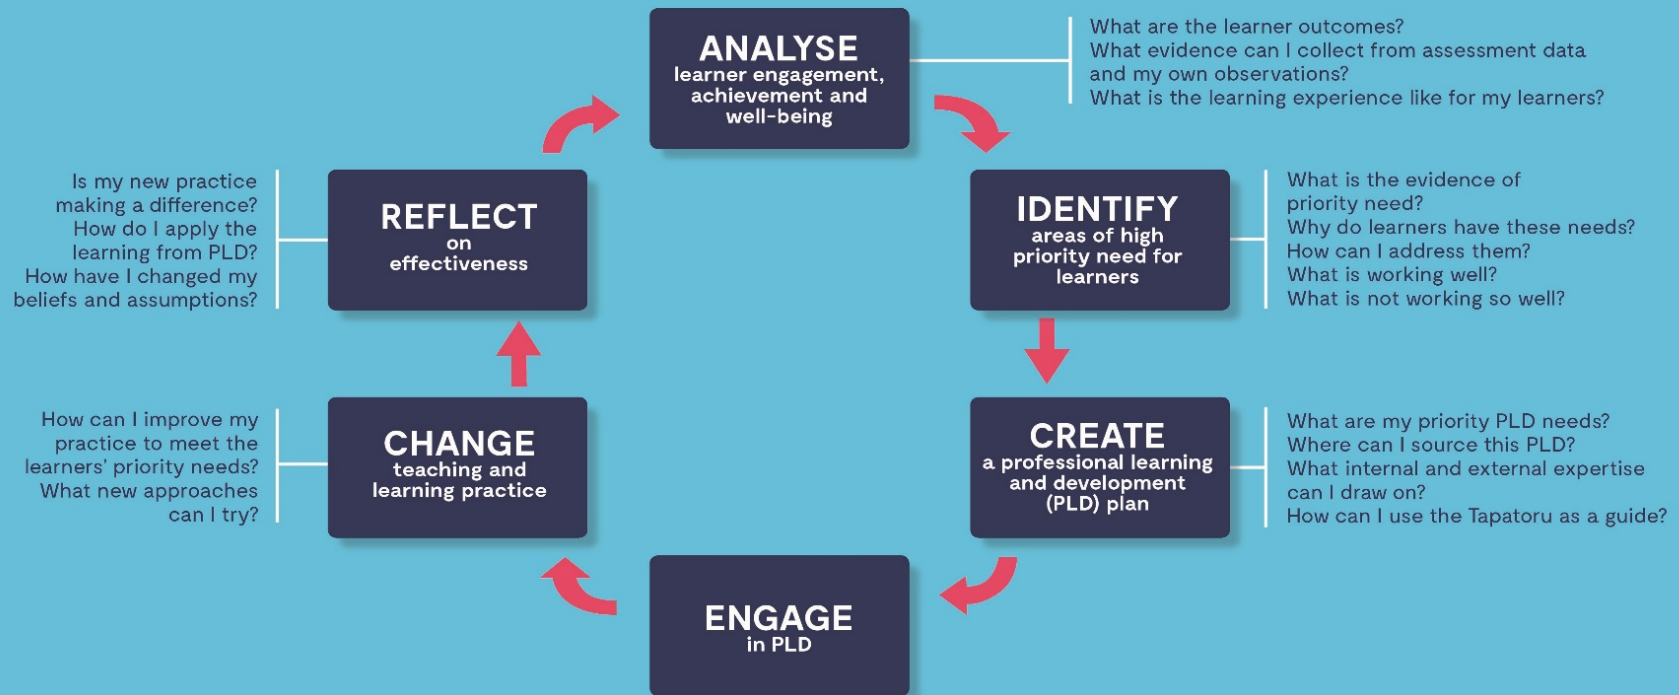 ANALYSE
learner engagement,
achievement and
well-being
What are the learner outcomes?
What evidence can I collect from assessment data
and my own observations?
What is the learning experience like for my learners?
IDENTIFY
areas of high
priority need for
learners
What is the evidence of
priority need?
Why do learners have these needs?
How can I address them?
What is working well?
What is not working so well?
CREATE
a professional learning
and development
(PLD) plan
What are my priority PLD needs?
Where can I source this PLD?
What internal and external expertise
can I draw on?
How can I use the Tapatoru as a guide?
ENGAGE
in PLD
CHANGE
teaching and
learning practice
How can I improve my
practice to meet the
learners’ priority needs?
What new approaches
can I try?
REFLECT
on
effectiveness
Is my new practice
making a difference?
How do I apply the
learning from PLD?
How have I changed my
beliefs and assumptions?